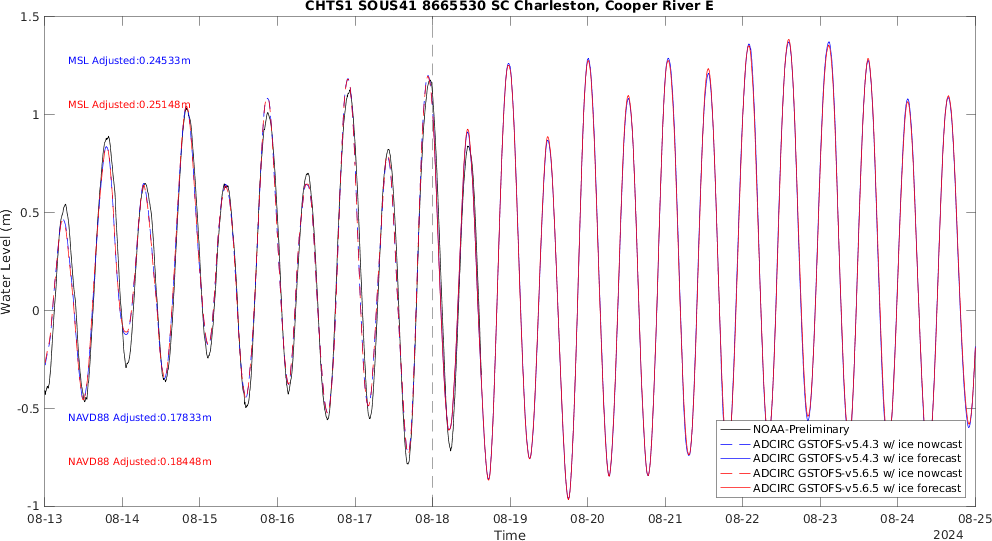 CHTS1 SOUS41 8665530 SC Charleston, Cooper River E
1.5
1
0.5
0
-0.5
-1
Water Level (m)
MSL Adjusted:0.24533m
MSL Adjusted:0.25148m
NAVD88 Adjusted:0.17833m
NAVD88 Adjusted:0.18448m
NOAA-Preliminary
ADCIRC GSTOFS-v5.4.3 w/ ice nowcast
ADCIRC GSTOFS-v5.4.3 w/ ice forecast
ADCIRC GSTOFS-v5.6.5 w/ ice nowcast
ADCIRC GSTOFS-v5.6.5 w/ ice forecast
08-13 08-14 08-15 08-16 08-17 08-18 08-19 08-20 08-21 08-22 08-23 08-24 08-25
Time
2024